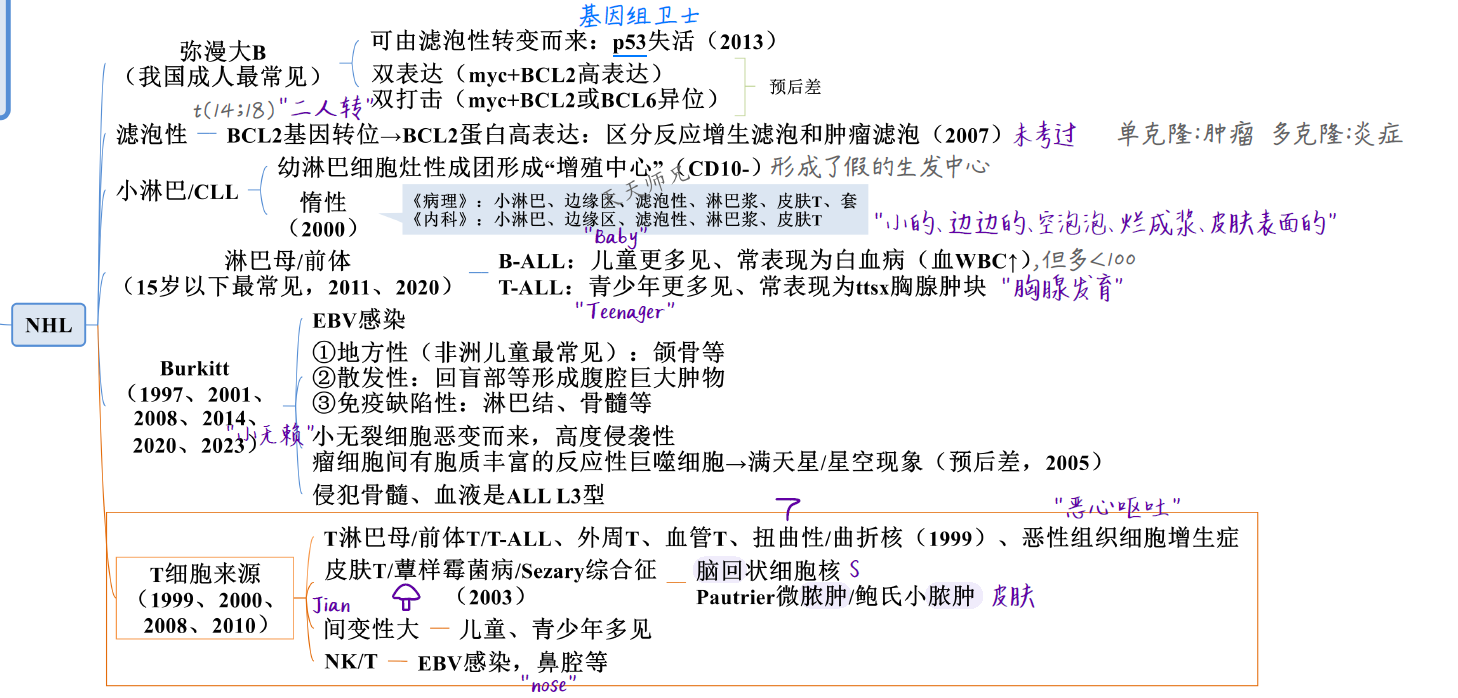 基因组卫士
弥漫大B
（我国成人最常见）
可由滤泡性转变而来：p53失活（2013）
双表达（myc+BCL2高表达）
双打击（myc+BCL2或BCL6异位）
预后差
t(14;18)"二人转"
滤泡性
BCL2基因转位→BCL2蛋白高表达：区分反应增生滤泡和肿瘤滤泡（2007）未考过 单克隆:肿瘤 多克隆:炎症
小淋巴/CLL
幼淋巴细胞灶性成团形成“增殖中心”（CD10-）形成了假的生发中心
惰性
（2000）
天天师兄
《病理》：小淋巴、边缘区、滤泡性、淋巴浆、皮肤T、套
《内科》：小淋巴、边缘区、滤泡性、淋巴浆、皮肤T
"小的、边边的、空泡泡、烂成浆、皮肤表面的"
"Baby"
淋巴母/前体
（15岁以下最常见，2011、2020）
B-ALL：儿童更多见、常表现为白血病（血WBC↑）,但多<100
T-ALL：青少年更多见、常表现为ttsx胸腺肿块 "胸腺发育"
"Teenager"
NHL
Burkitt
（1997、2001、
2008、2014、
2020、2023）
"小无赖"
EBV感染
①地方性（非洲儿童最常见）：颌骨等
②散发性：回盲部等形成腹腔巨大肿物
③免疫缺陷性：淋巴结、骨髓等
小无裂细胞恶变而来，高度侵袭性
瘤细胞间有胞质丰富的反应性巨噬细胞→满天星/星空现象（预后差，2005）
侵犯骨髓、血液是ALL L3型
"恶心呕吐"
T细胞来源
（1999、2000、
2008、2010）
T淋巴母/前体T/T-ALL、外周T、血管T、扭曲性/曲折核（1999）、恶性组织细胞增生症
皮肤T/蕈样霉菌病/Sezary综合征
（2003）
脑回状细胞核 S
Pautrier微脓肿/鲍氏小脓肿 皮肤
Jian
间变性大
儿童、青少年多见
NK/T
EBV感染，鼻腔等
"nose"